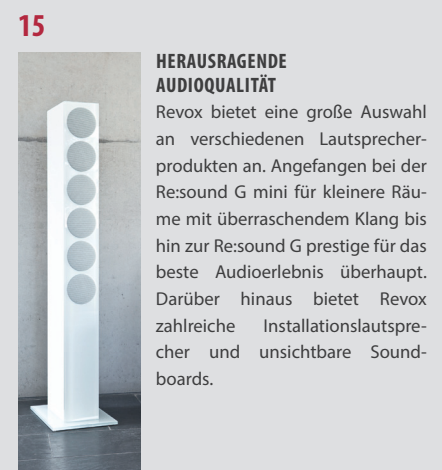 15
HERAUSRAGENDE
AUDIOQUALITÄT
Revox bietet eine große Auswahl
an verschiedenen Lautsprecher-
produkten an. Angefangen bei der
Re:sound G mini für kleinere Räu-
me mit überraschendem Klang bis
hin zur Re:sound G prestige für das
beste Audioerlebnis überhaupt.
Darüber hinaus bietet Revox
zahlreiche Installationslautspre-
cher und unsichtbare Sound-
boards.